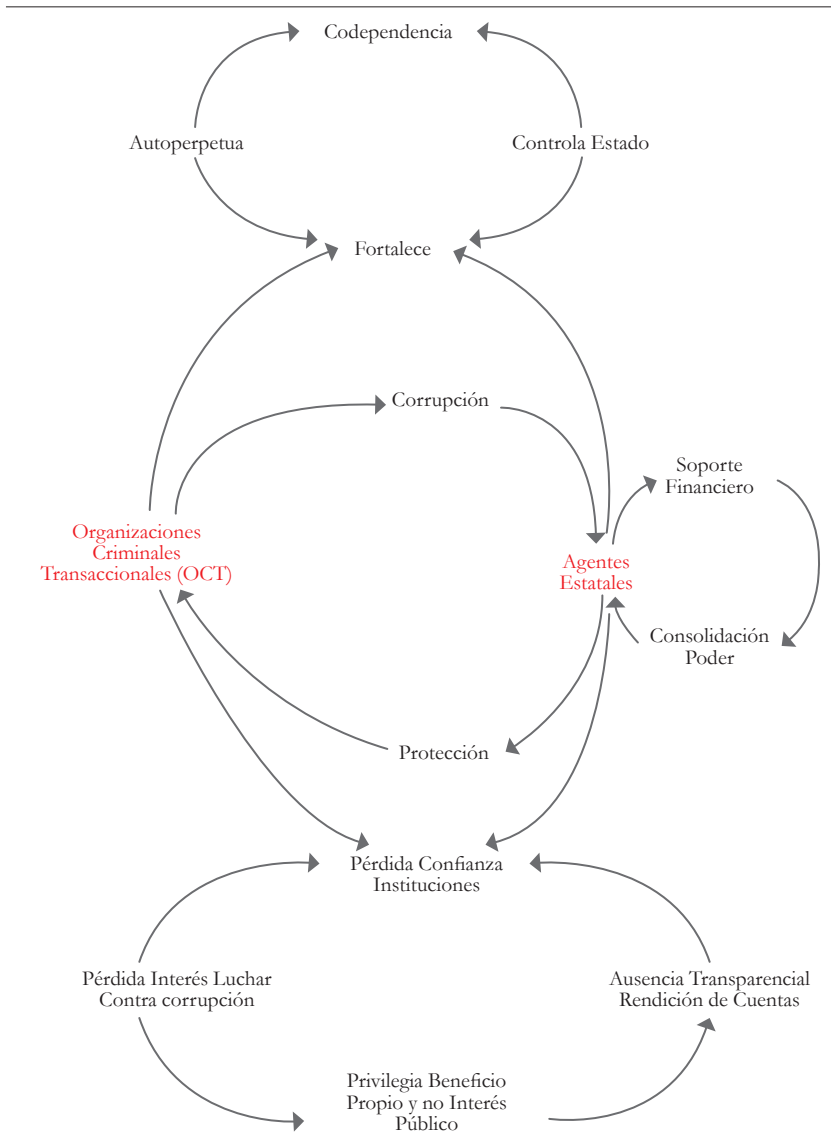 Codependencia
Autoperpetua
Controla Estado
Fortalece
Corrupción
Soporte
Financiero
Organizaciones
Criminales
Transaccionales (OCT)
Agentes
Estatales
Consolidación
Poder
Protección
Pérdida Confianza
Instituciones
Pérdida Interés Luchar
Contra corrupción
Ausencia Transparencial
Rendición de Cuentas
Privilegia Beneficio
Propio y no Interés
Público